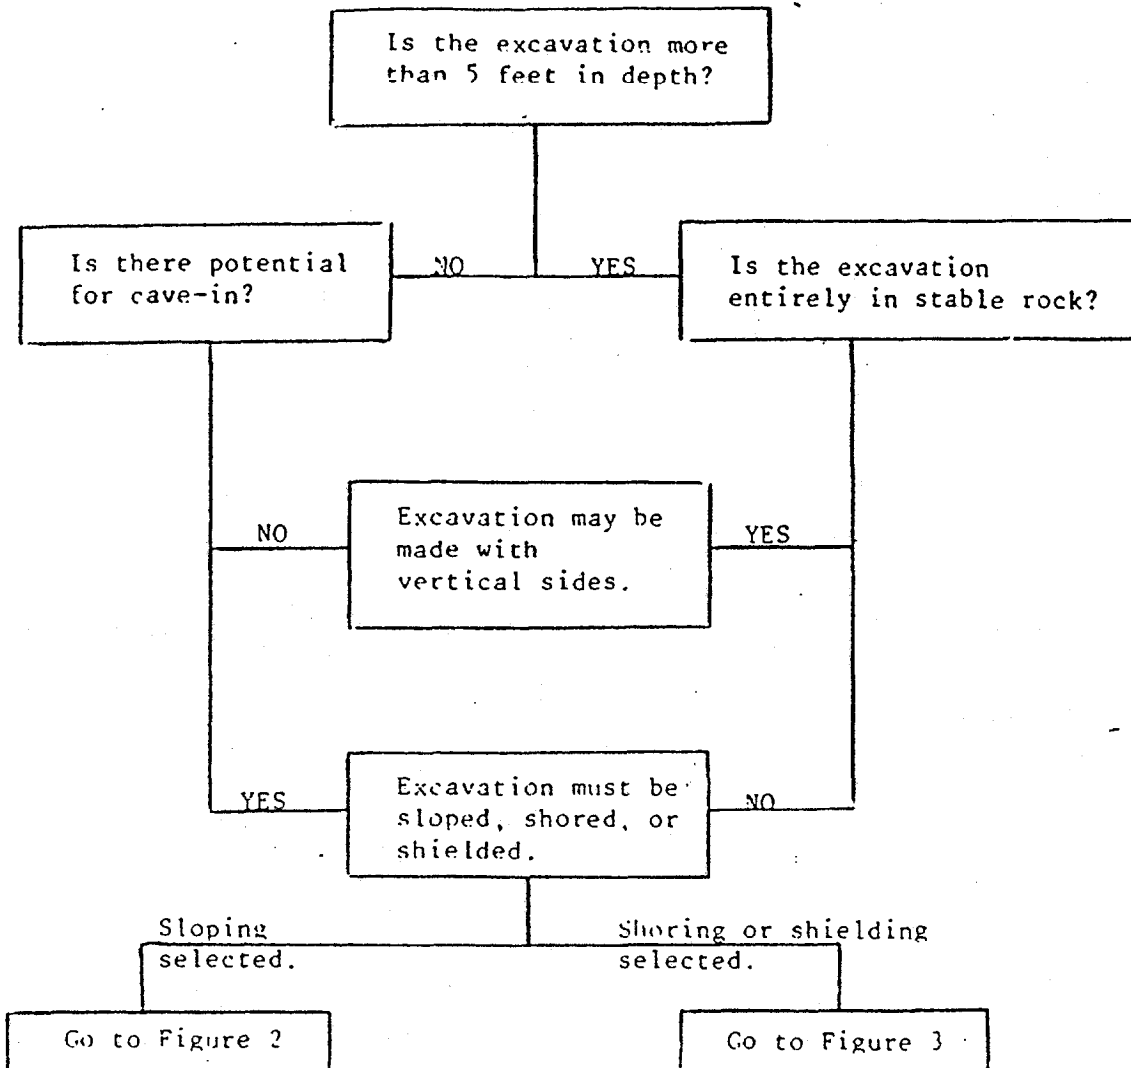 Is the excavation more
than 5 feet in depth?
Is there potential
for cave-in?
NO
YES
Is the excavation
entirely in stable rock?
NO
Excavation may be
made with
vertical sides.
YES
YES
Excavation must be
sloped, shored, or
shielded.
NO
Sloping
selected.
Shoring or shielding
selected.
Go to Figure 2
Go to Figure 3